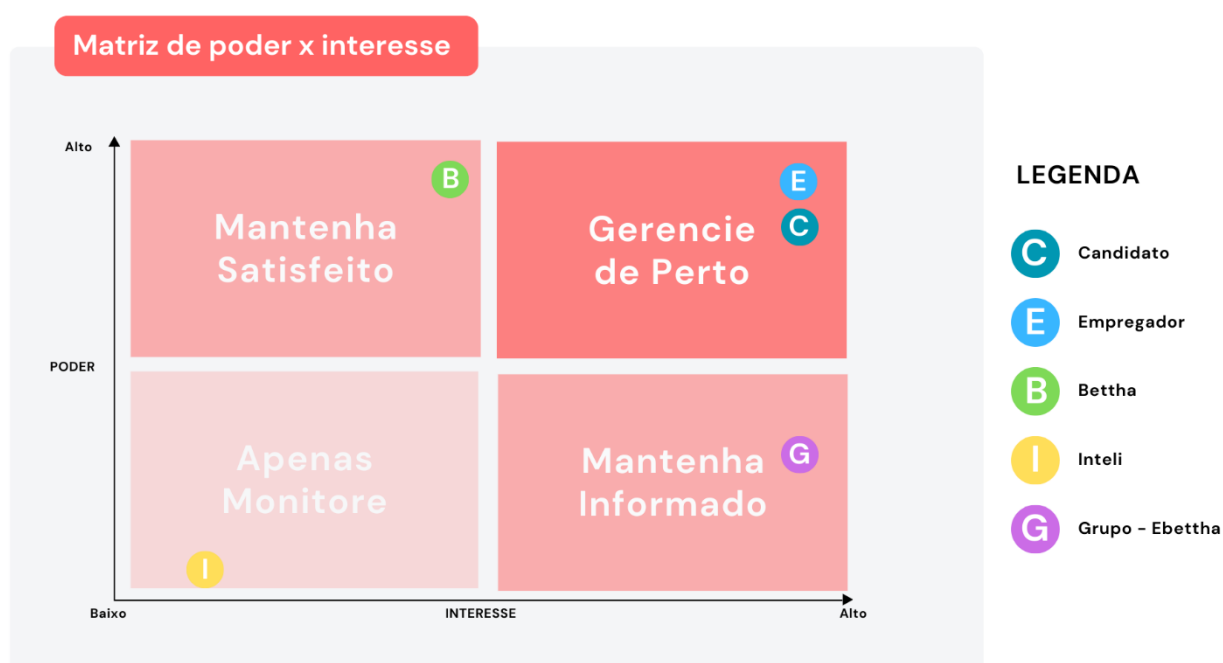 Matriz de poder x interesse
Alto
B
E
C
Mantenha
Satisfeito
Gerencie
de Perto
PODER
Apenas
Monitore
G
Mantenha
Informado
I
Baixo
INTERESSE
Alto
LEGENDA
C Candidato
E Empregador
B Bettha
I Inteli
G Grupo - Ebettha